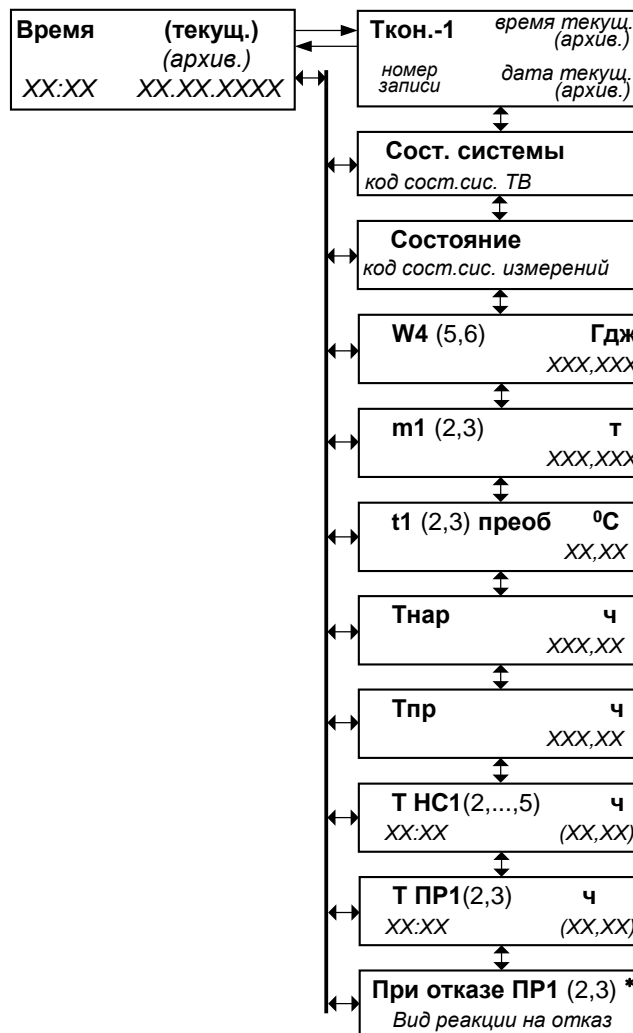 Время (текущ.)
(архив.)
XX:XX XX.XX.XXXX
Ткон.-1 время текущ.
(архив.)
номер записи дата текущ.
(архив.)
Сост. системы
код сост.сис. ТВ
Состояние
код сост.сис. измерений
W4 (5,6) Гдж
XXX,XXX
m1 (2,3) т
XXX,XXX
t1 (2,3) преоб ⁰С
XX,XX
Тнар ч
XXX,XX
Тпр ч
XXX,XX
Т НС1(2,...,5) ч
XX:XX (XX,XX)
Т ПР1(2,3) ч
XX:XX (XX,XX)
При отказе ПР1 (2,3) *
Вид реакции на отказ